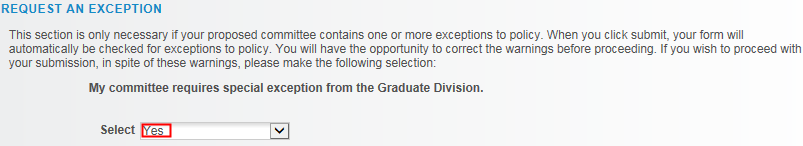 REQUEST AN EXCEPTION
This section is only necessary if your proposed committee contains one or more exceptions to policy. When you click submit, your form will
automatically be checked for exceptions to policy. You will have the opportunity to correct the warnings before proceeding. If you wish to proceed with
your submission, in spite of these warnings, please make the following selection:
My committee requires special exception from the Graduate Division.
Select Yes